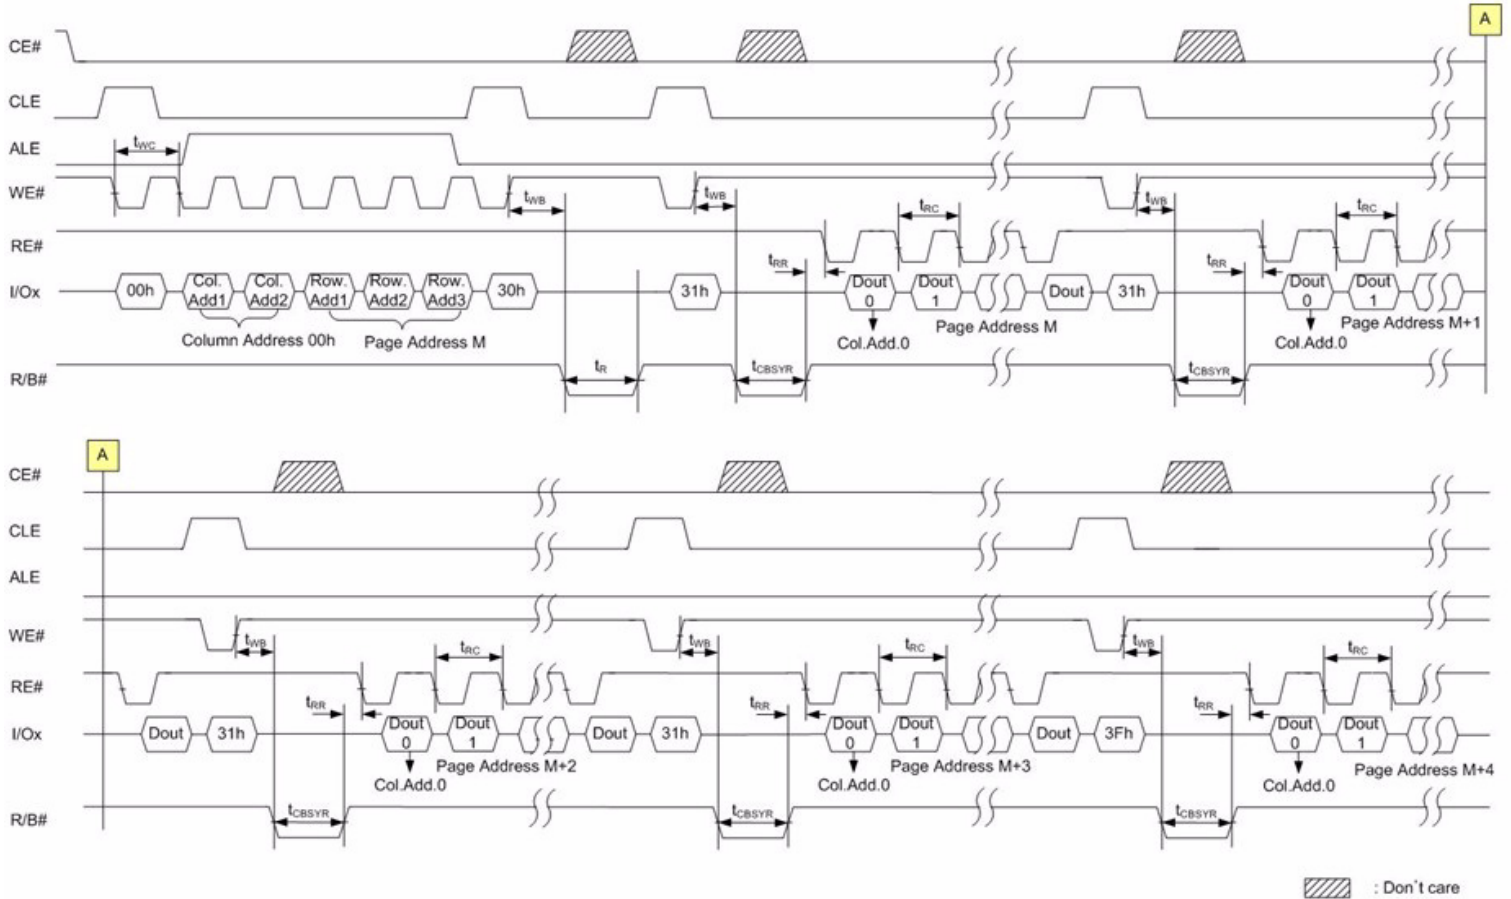 A
CE#
CLE
ALE
tWC
WE#
tWB
tWB
tWB
RE#
tRC
tRC
tRR
tRR
I/Ox
00h
Col. Add1
Col. Add2
Row. Add1
Row. Add2
Row. Add3
30h
31h
Dout 0
Dout 1
Dout
31h
Dout 0
Dout 1
Column Address 00h
Page Address M
Col.Add.0
Page Address M
Col.Add.0
Page Address M+1
R/B#
tR
tCBSYR
tCBSYR
A
CE#
CLE
ALE
WE#
tWB
tWB
tWB
RE#
tRC
tRC
tRC
tRR
tRR
tRR
I/Ox
Dout
31h
Dout 0
Dout 1
Dout
31h
Dout 0
Dout 1
Dout
3Fh
Dout 0
Dout 1
Col.Add.0
Page Address M+2
Col.Add.0
Page Address M+3
Col.Add.0
Page Address M+4
R/B#
tCBSYR
tCBSYR
tCBSYR
: Don`t care